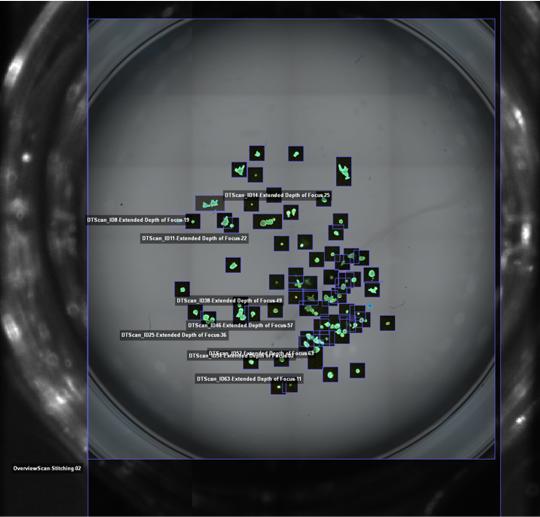 DTScan_ID14-Extended Depth of Focus-25
DTScan_ID8-Extended Depth of Focus-19
DTScan_ID11-Extended Depth of Focus-22
DTScan_ID38-Extended Depth of Focus-49
DTScan_ID46-Extended Depth of Focus-57
DTScan_ID25-Extended Depth of Focus-36
DTScan_ID63-Extended Depth of Focus-11
OverviewScan-Stitching-02